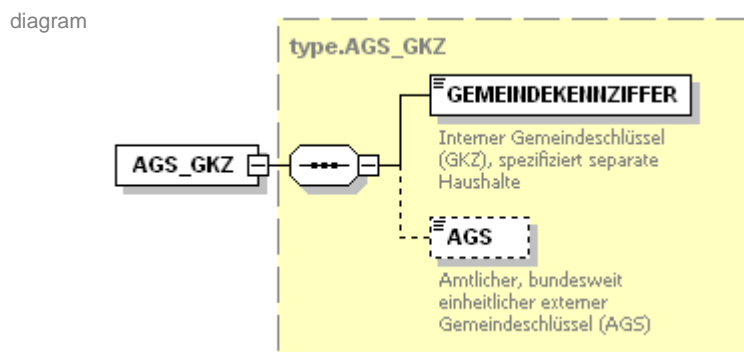 diagram
type.AGS_GKZ
GEMEINDEKENNZIFFER
Interner Gemeindeschlüssel
(GKZ), spezifiziert separate
Haushalte
AGS_GKZ
AGS
Amtlicher, bundesweit
einheitlicher externer
Gemeindeschlüssel (AGS)